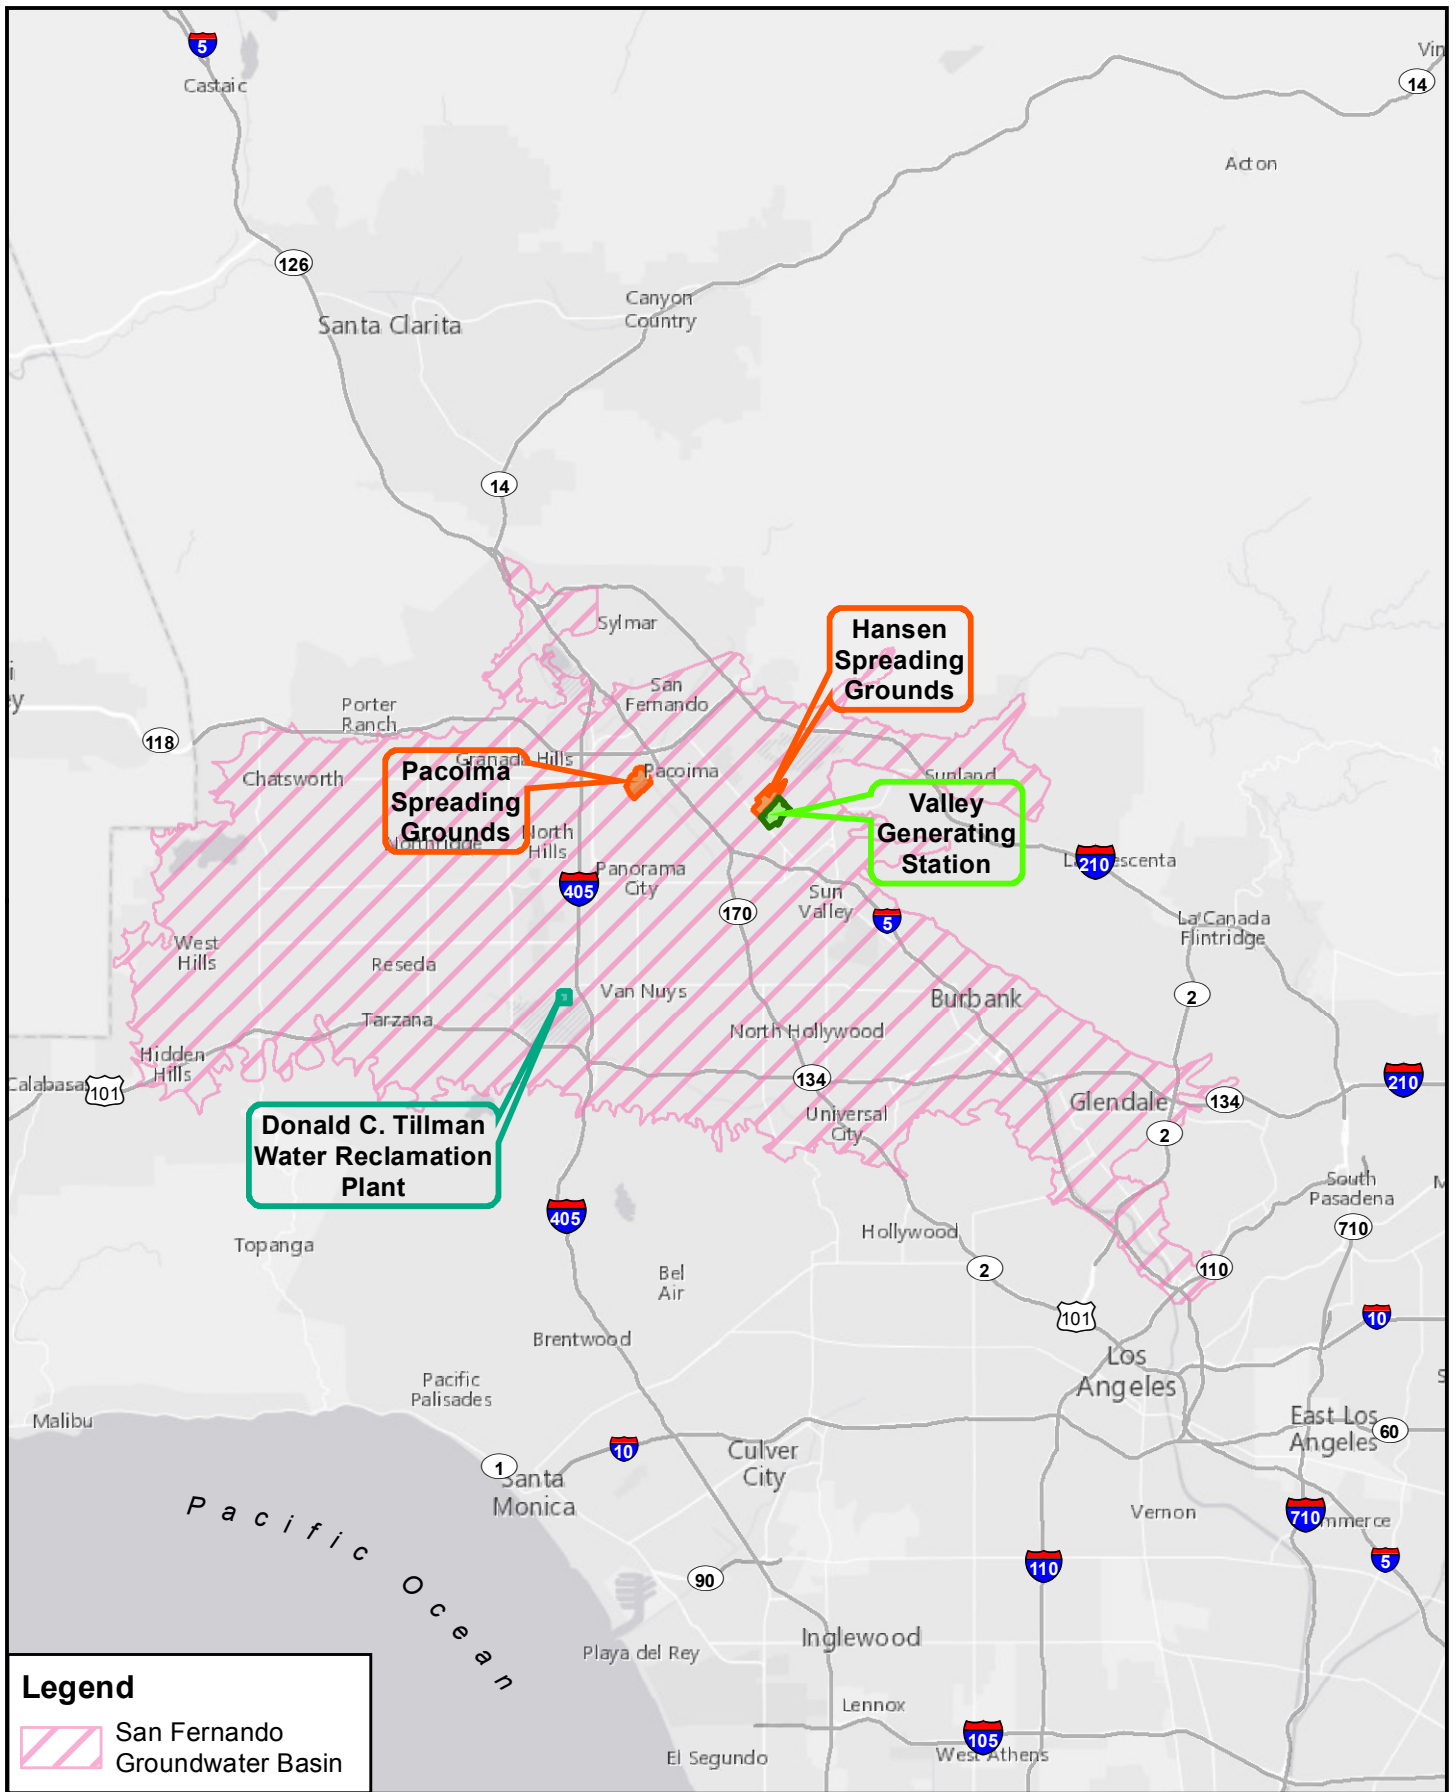 5
Castaic
Vin
14
Acton
126
Santa Clarita
Canyon
Country
14
Sylmar
Hansen
Spreading
Grounds
San
Fernando
Porter
Ranch
118
Granada Hills
Chatsworth
Pacoima
Spreading
Grounds
Pacoima
Sunland
Valley
Generating
Station
Northridge
North
Hills
Panorama
City
405
170
Sun
Valley
5
210
La Canada
Flintridge
West
Hills
Reseda
Van Nuys
Burbank
2
Tarzana
North Hollywood
Hidden
Hills
Calabasa
101
134
210
Glendale
134
Universal
City
2
Donald C. Tillman
Water Reclamation
Plant
South
Pasadena
405
710
Hollywood
Topanga
2
110
Bel
Air
101
10
Brentwood
Los
Angeles
Pacific
Palisades
Malibu
East Los
Angeles
60
10
Culver
City
1
Santa
Monica
Pacific Ocean
Vernon
710
mmerce
5
110
90
Inglewood
Playa del Rey
Lennox
105
West Athens
El Segundo
Legend
San Fernando
Groundwater Basin